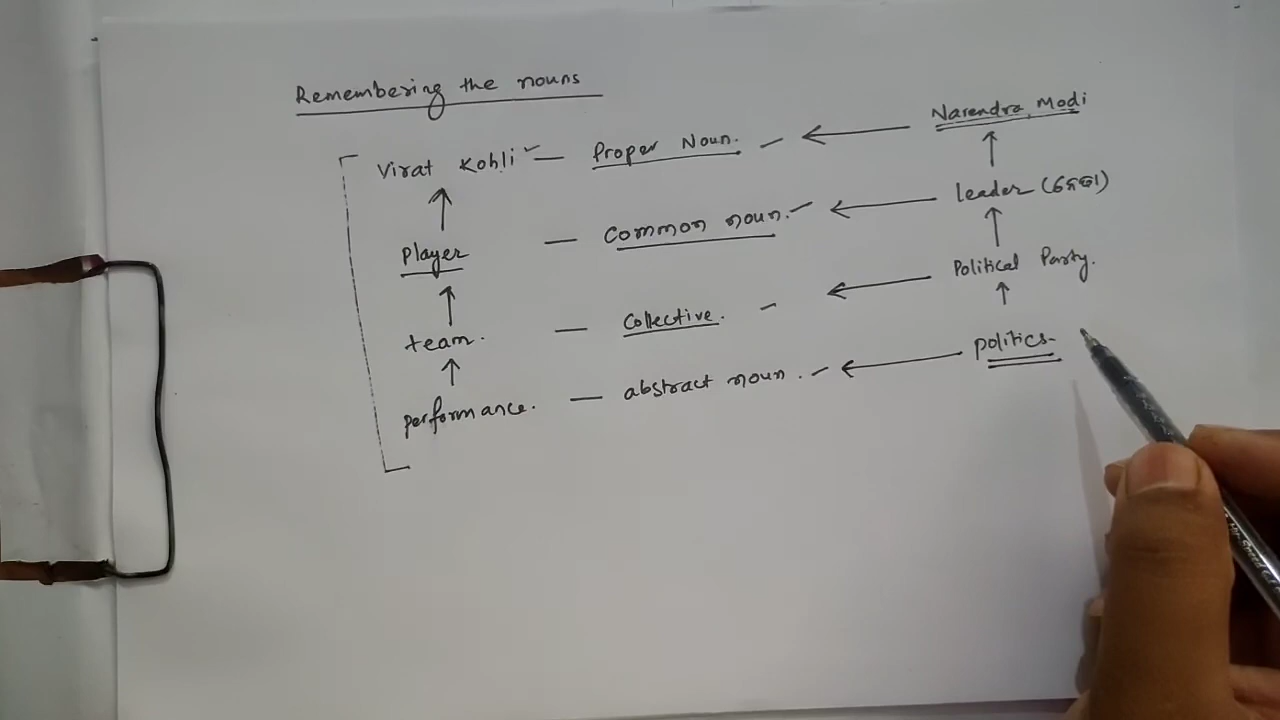 Remembering the nouns
Virat Kohli — Proper Noun. ← Narendra Modi
Player — Common noun. ← leader (ନେତା)
team. — Collective. ← Political Party.
performance. — abstract noun. ← politics